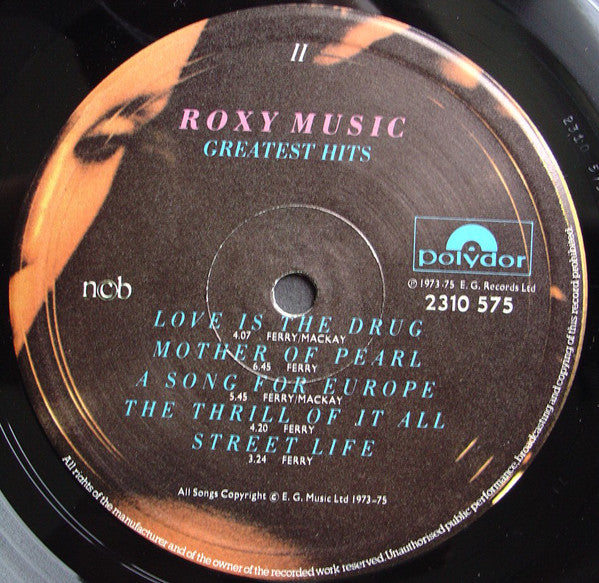 II
ROXY MUSIC
GREATEST HITS
polydor
℗ 1973-75 E. G. Records Ltd
2310 575
ncb
LOVE IS THE DRUG
4.07 FERRY/MACKAY
MOTHER OF PEARL
6.45 FERRY
A SONG FOR EUROPE
5.45 FERRY/MACKAY
THE THRILL OF IT ALL
4.20 FERRY
STREET LIFE
3.24 FERRY
All Songs Copyright © E. G. Music Ltd 1973-75
All rights of the manufacturer and of the owner of the recorded work reserved. Unauthorised public performance, broadcasting and copying of this record prohibited.
2310 575